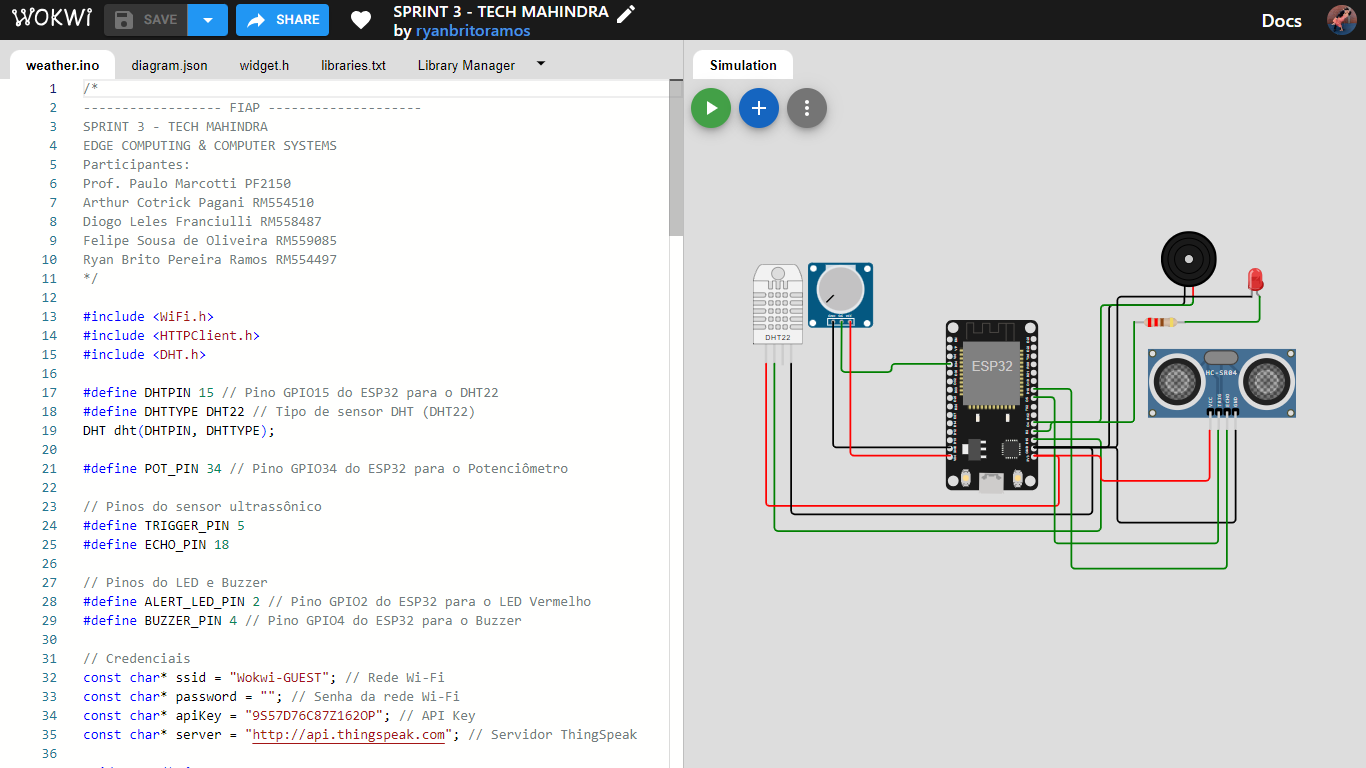 WOKWI
SAVE
SHARE
SPRINT 3 - TECH MAHINDRA
by ryanbritoramos
Docs
weather.ino
diagram.json
widget.h
libraries.txt
Library Manager
Simulation
1 /*
2 ------------------ FIAP --------------------
3 SPRINT 3 - TECH MAHINDRA
4 EDGE COMPUTING & COMPUTER SYSTEMS
5 Participantes:
6 Prof. Paulo Marcotti PF2150
7 Arthur Cotrick Pagani RM554510
8 Diogo Leles Franciulli RM558487
9 Felipe Sousa de Oliveira RM559085
10 Ryan Brito Pereira Ramos RM554497
11 */
12
13 #include <WiFi.h>
14 #include <HTTPClient.h>
15 #include <DHT.h>
16
17 #define DHTPIN 15 // Pino GPIO15 do ESP32 para o DHT22
18 #define DHTTYPE DHT22 // Tipo de sensor DHT (DHT22)
19 DHT dht(DHTPIN, DHTTYPE);
20
21 #define POT_PIN 34 // Pino GPIO34 do ESP32 para o Potenciômetro
22
23 // Pinos do sensor ultrassônico
24 #define TRIGGER_PIN 5
25 #define ECHO_PIN 18
26
27 // Pinos do LED e Buzzer
28 #define ALERT_LED_PIN 2 // Pino GPIO2 do ESP32 para o LED Vermelho
29 #define BUZZER_PIN 4 // Pino GPIO4 do ESP32 para o Buzzer
30
31 // Credenciais
32 const char* ssid = "Wokwi-GUEST"; // Rede Wi-Fi
33 const char* password = ""; // Senha da rede Wi-Fi
34 const char* apiKey = "9S57D76C87Z162OP"; // API Key
35 const char* server = "http://api.thingspeak.com"; // Servidor ThingSpeak
36
DHT22
ESP32
HC-SR04
VCC
TRIG
ECHO
GND